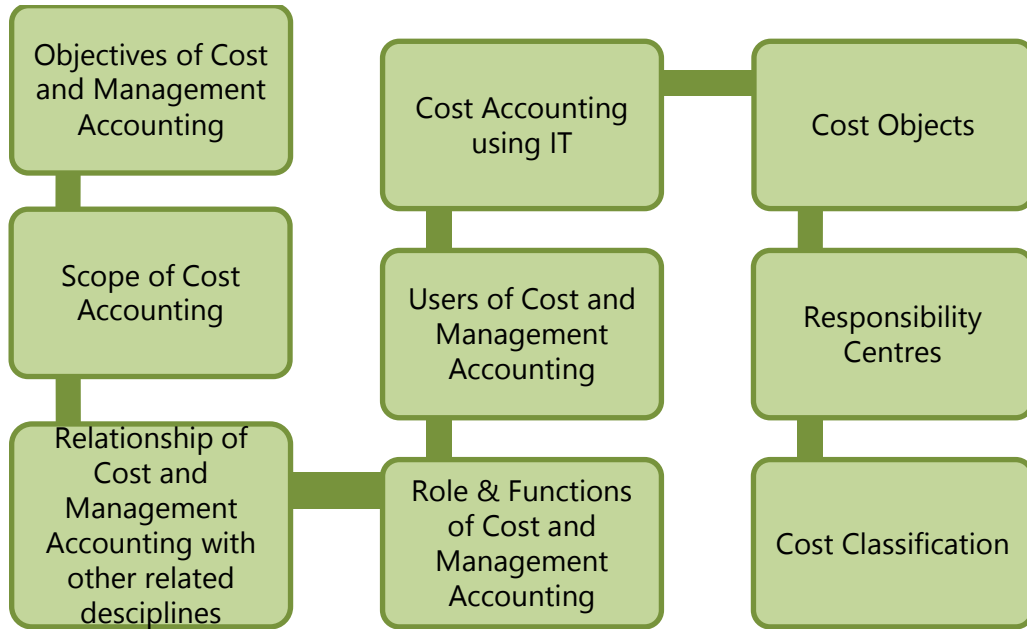 Objectives of Cost
and Management
Accounting
Scope of Cost
Accounting
Relationship of
Cost and
Management
Accounting with
other related
desciplines
Role & Functions
of Cost and
Management
Accounting
Users of Cost and
Management
Accounting
Cost Accounting
using IT
Cost Objects
Responsibility
Centres
Cost Classification